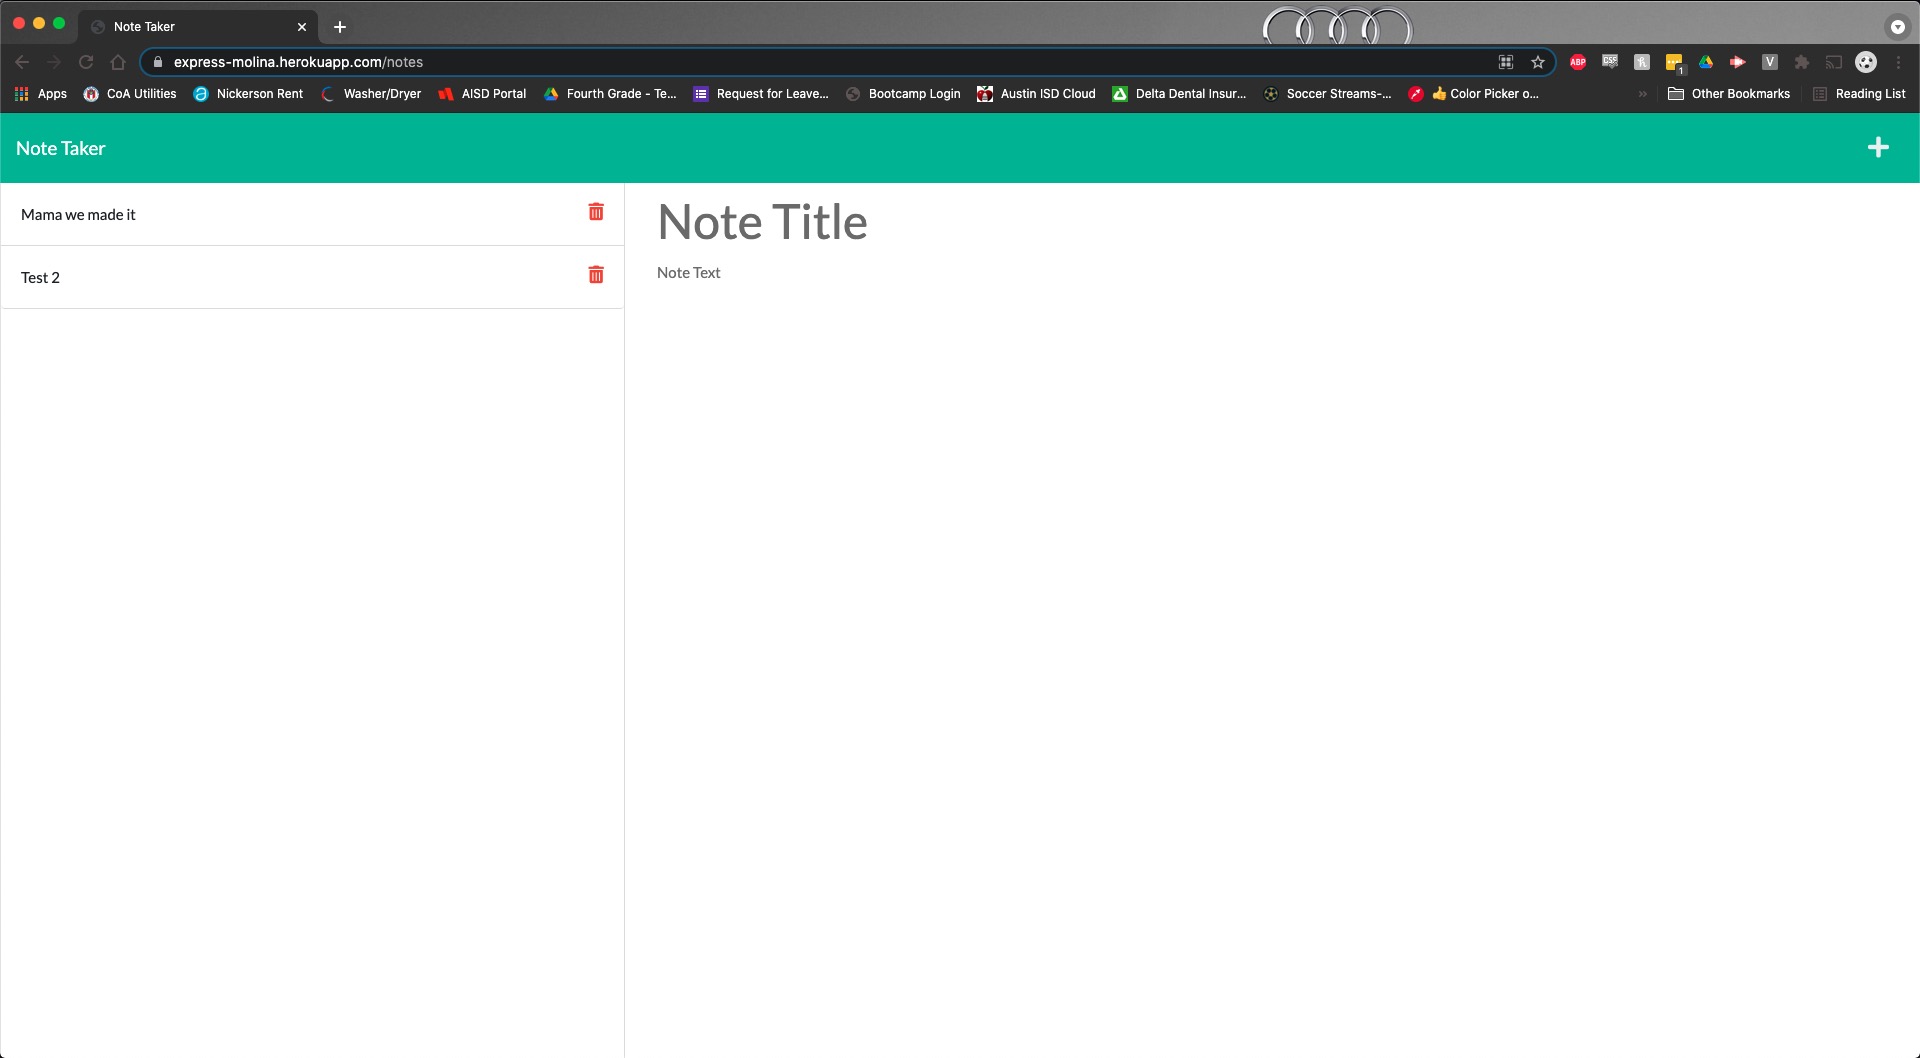 Note Taker
express-molina.herokuapp.com/notes
ABP
CSS
1
V
Apps
CoA Utilities
Nickerson Rent
Washer/Dryer
AISD Portal
Fourth Grade - Te...
Request for Leave...
Bootcamp Login
Austin ISD Cloud
Delta Dental Insur...
Soccer Streams-...
👍 Color Picker o...
»
Other Bookmarks
Reading List
Note Taker
Mama we made it
Test 2
Note Title
Note Text